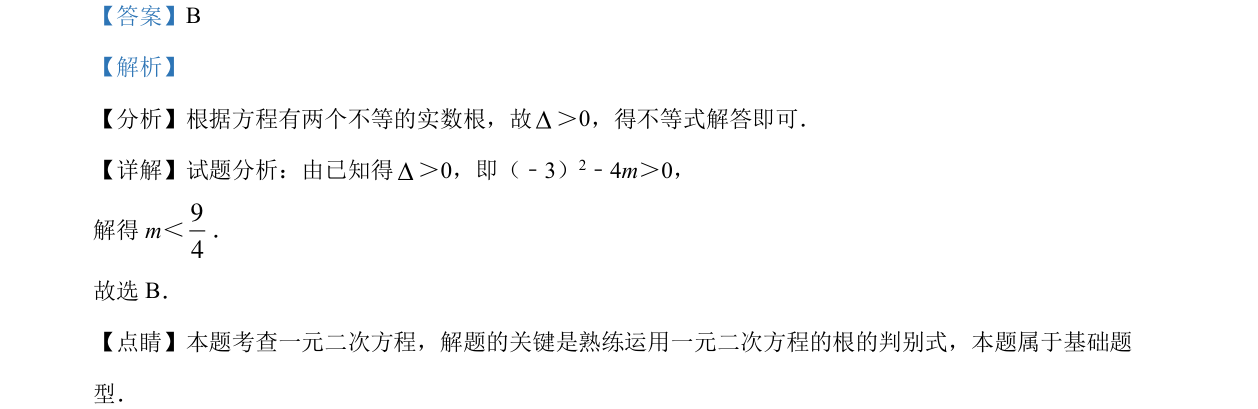 【答案】B
【解析】
【分析】根据方程有两个不等的实数根，故Δ＞0，得不等式解答即可．
【详解】试题分析：由已知得Δ＞0，即（﹣3）²﹣4m＞0，
解得 m＜9/4．
故选 B．
【点睛】本题考查一元二次方程，解题的关键是熟练运用一元二次方程的根的判别式，本题属于基础题
型．